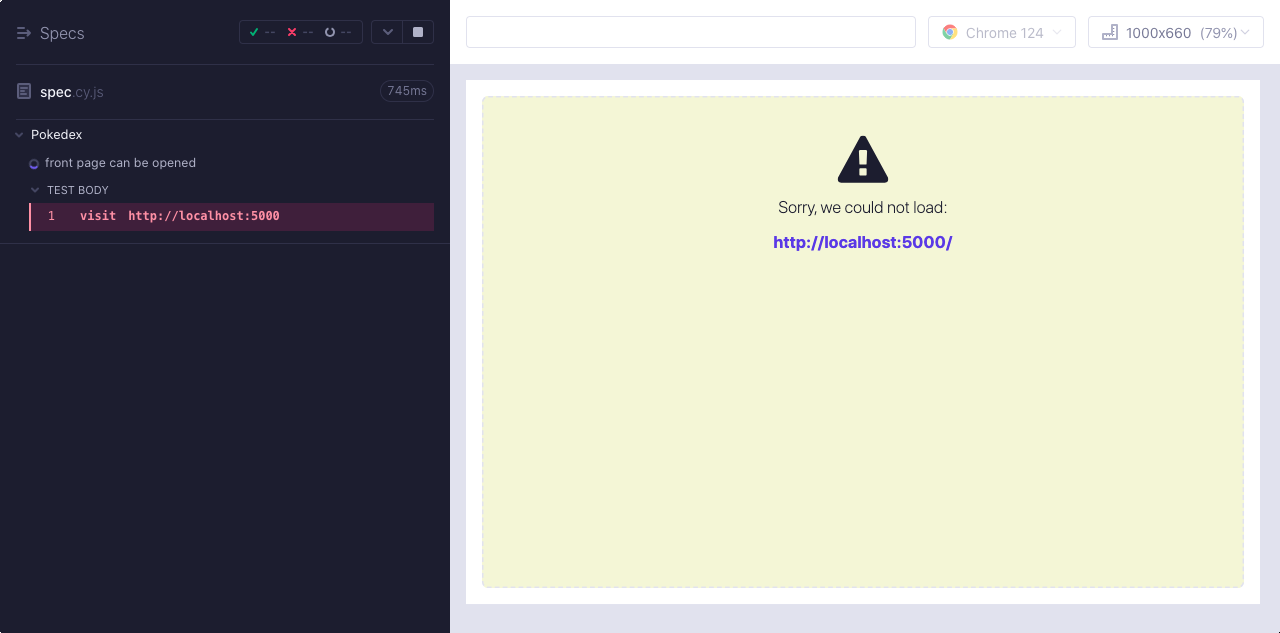 Specs
-- -- --
spec.cy.js
745ms
Pokedex
front page can be opened
TEST BODY
1 visit http://localhost:5000
Chrome 124
1000x660 (79%)
Sorry, we could not load:
http://localhost:5000/